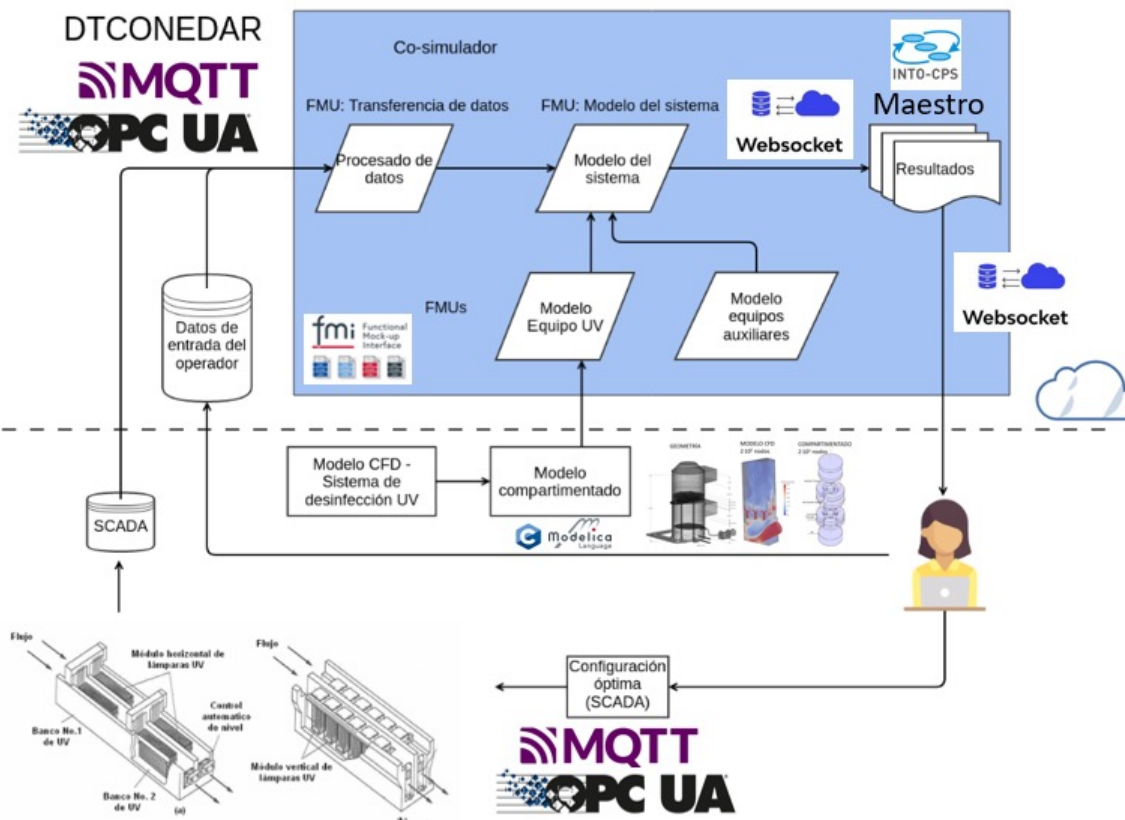 DTCONEDAR
MQTT
OPC UA
Co-simulador
INTO-CPS
Maestro
FMU: Transferencia de datos
FMU: Modelo del sistema
Websocket
Procesado de
datos
Modelo del
sistema
Resultados
Datos de
entrada del
operador
FMUs
fmi
Functional
Mock-up
Interface
Modelo
Equipo UV
Modelo
equipos
auxiliares
Websocket
Modelo CFD -
Sistema de
desinfección UV
Modelo
compartimentado
GEOMETRÍA
MODELO CFD
COMPARTIMENTADO
SCADA
C
Modelica
Language
Flujo
Módulo horizontal de
lámparas UV
Control
automatico
de nivel
Banco No.1
de UV
Banco No. 2
de UV
(a)
Flujo
Módulo vertical de
lámparas UV
Configuración
óptima
(SCADA)
MQTT
OPC UA